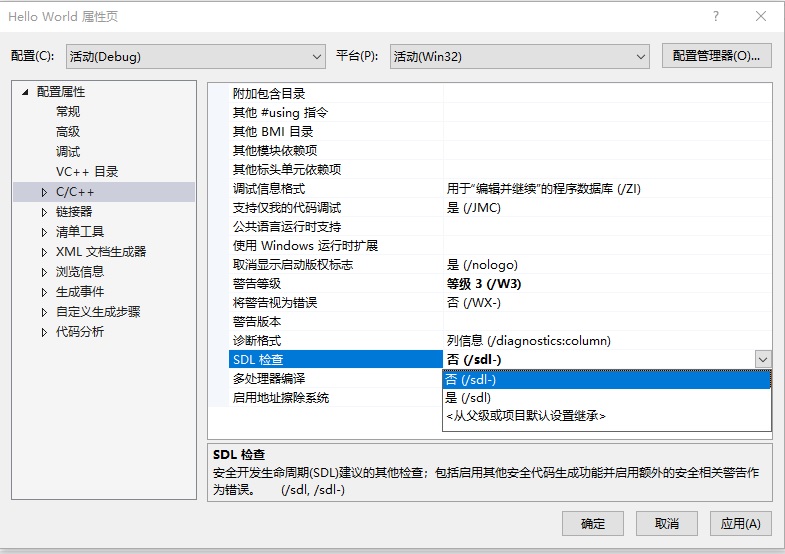 Hello World 属性页
配置(C): 活动(Debug) 平台(P): 活动(Win32) 配置管理器(O)...
配置属性
常规
高级
调试
VC++ 目录
C/C++
链接器
清单工具
XML 文档生成器
浏览信息
生成事件
自定义生成步骤
代码分析
附加包含目录
其他 #using 指令
其他 BMI 目录
其他模块依赖项
其他标头单元依赖项
调试信息格式 用于“编辑并继续”的程序数据库 (/ZI)
支持仅我的代码调试 是 (/JMC)
公共语言运行时支持
使用 Windows 运行时扩展
取消显示启动版权标志 是 (/nologo)
警告等级 等级 3 (/W3)
将警告视为错误 否 (/WX-)
警告版本
诊断格式 列信息 (/diagnostics:column)
SDL 检查 否 (/sdl-)
多处理器编译 否 (/sdl-)
启用地址擦除系统 是 (/sdl)
<从父级或项目默认设置继承>
SDL 检查
安全开发生命周期(SDL)建议的其他检查；包括启用其他安全代码生成功能并启用额外的安全相关警告作
为错误。 (/sdl, /sdl-)
确定 取消 应用(A)